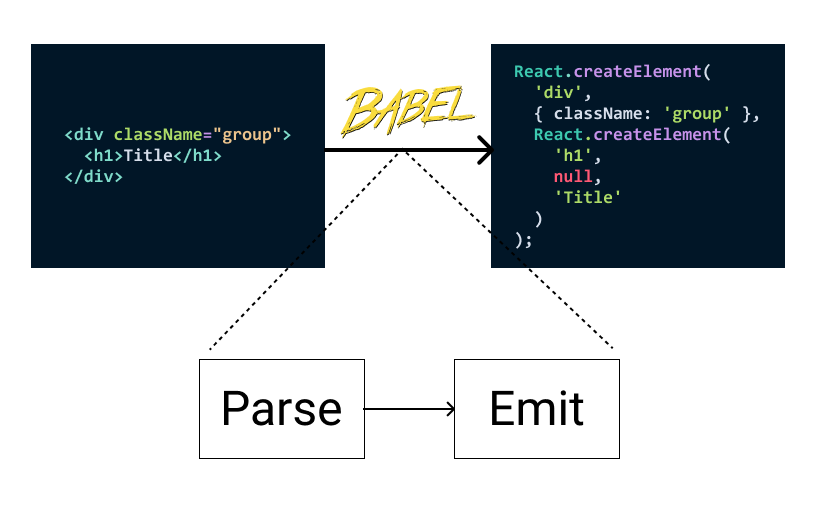 <div className="group">
  <h1>Title</h1>
</div>
BABEL
React.createElement(
  'div',
  { className: 'group' },
  React.createElement(
    'h1',
    null,
    'Title'
  )
);
Parse
Emit